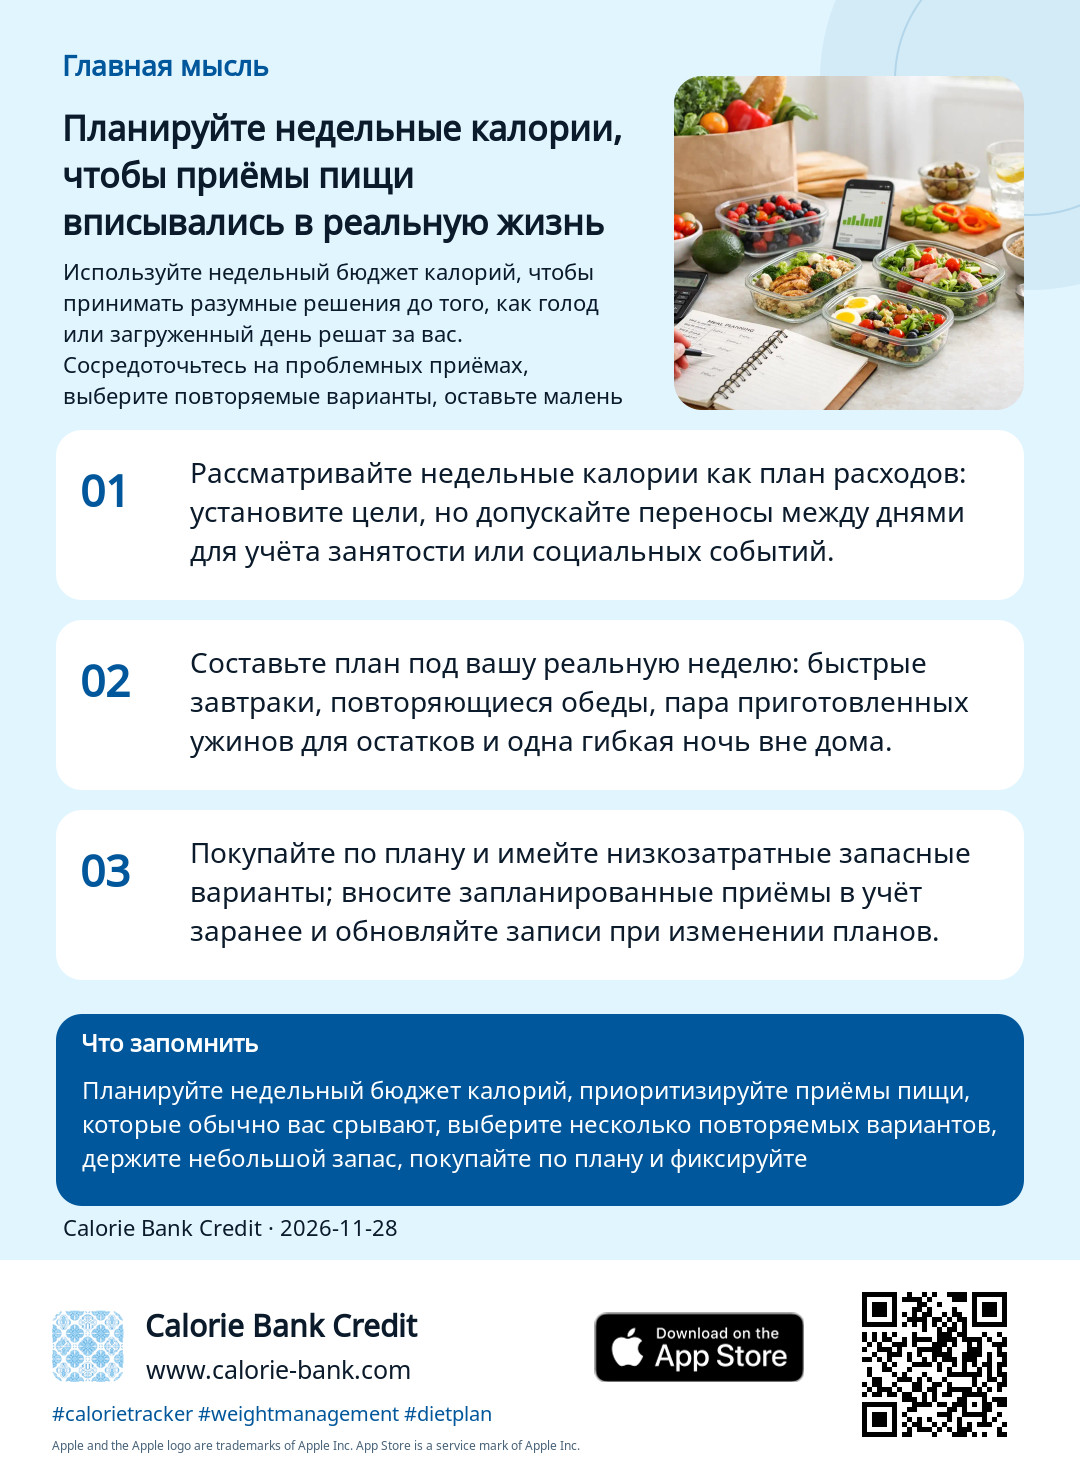 Главная мысль
Планируйте недельные калории,
чтобы приёмы пищи
вписывались в реальную жизнь
Используйте недельный бюджет калорий, чтобы
принимать разумные решения до того, как голод
или загруженный день решат за вас.
Сосредоточьтесь на проблемных приёмах,
выберите повторяемые варианты, оставьте малень
MEAL PLANNING
01
Рассматривайте недельные калории как план расходов:
установите цели, но допускайте переносы между днями
для учёта занятости или социальных событий.
02
Составьте план под вашу реальную неделю: быстрые
завтраки, повторяющиеся обеды, пара приготовленных
ужинов для остатков и одна гибкая ночь вне дома.
03
Покупайте по плану и имейте низкозатратные запасные
варианты; вносите запланированные приёмы в учёт
заранее и обновляйте записи при изменении планов.
Что запомнить
Планируйте недельный бюджет калорий, приоритизируйте приёмы пищи,
которые обычно вас срывают, выберите несколько повторяемых вариантов,
держите небольшой запас, покупайте по плану и фиксируйте
Calorie Bank Credit · 2026-11-28
Calorie Bank Credit
www.calorie-bank.com
Download on the
App Store
#calorietracker #weightmanagement #dietplan
Apple and the Apple logo are trademarks of Apple Inc. App Store is a service mark of Apple Inc.